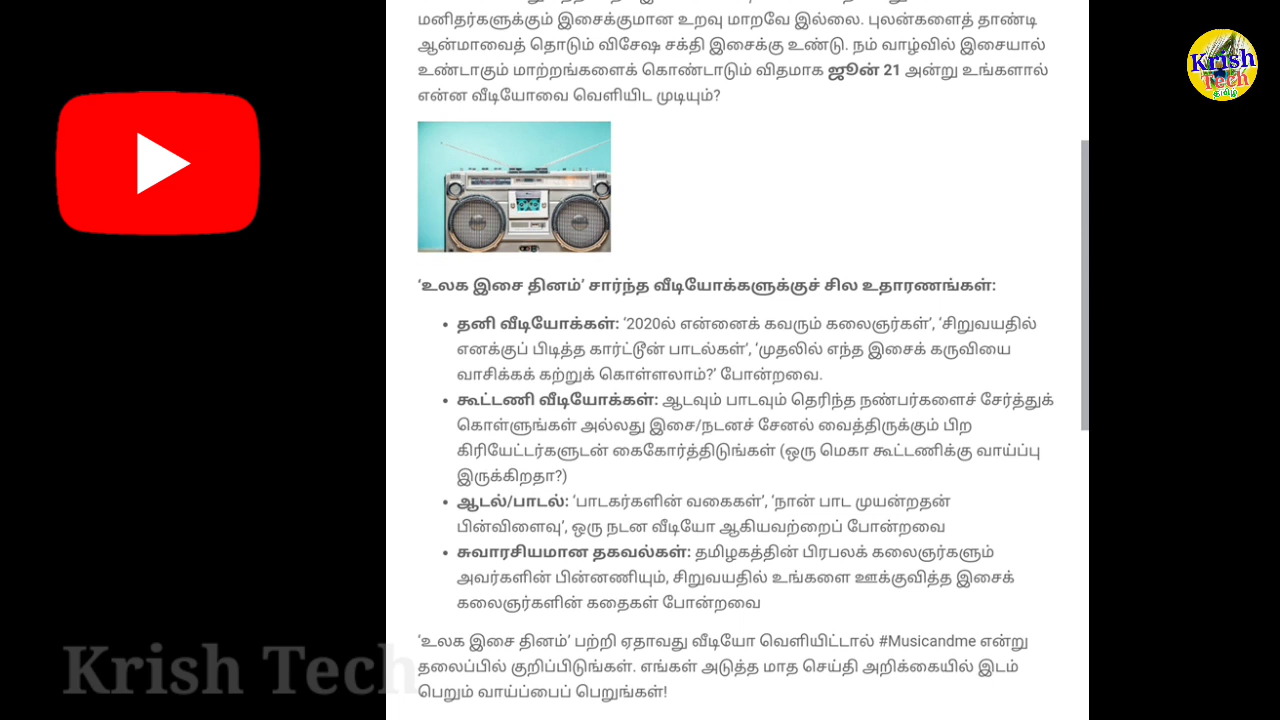 மனிதர்களுக்கும் இசைக்குமான உறவு மாறவே இல்லை. புலன்களைத் தாண்டி
ஆன்மாவைத் தொடும் விசேஷ சக்தி இசைக்கு உண்டு. நம் வாழ்வில் இசையால்
உண்டாகும் மாற்றங்களைக் கொண்டாடும் விதமாக ஜூன் 21 அன்று உங்களால்
என்ன வீடியோவை வெளியிட முடியும்?
‘உலக இசை தினம்’ சார்ந்த வீடியோக்களுக்குச் சில உதாரணங்கள்:
• தனி வீடியோக்கள்: ‘2020ல் என்னைக் கவரும் கலைஞர்கள்’, ‘சிறுவயதில்
எனக்குப் பிடித்த கார்ட்டூன் பாடல்கள்’, ‘முதலில் எந்த இசைக் கருவியை
வாசிக்கக் கற்றுக் கொள்ளலாம்?’ போன்றவை.
• கூட்டணி வீடியோக்கள்: ஆடவும் பாடவும் தெரிந்த நண்பர்களைச் சேர்த்துக்
கொள்ளுங்கள் அல்லது இசை/நடனச் சேனல் வைத்திருக்கும் பிற
கிரியேட்டர்களுடன் கைகோர்த்திடுங்கள் (ஒரு மெகா கூட்டணிக்கு வாய்ப்பு
இருக்கிறதா?)
• ஆடல்/பாடல்: ‘பாடகர்களின் வகைகள்’, ‘நான் பாட முயன்றதன்
பின்விளைவு’, ஒரு நடன வீடியோ ஆகியவற்றைப் போன்றவை
• சுவாரசியமான தகவல்கள்: தமிழகத்தின் பிரபலக் கலைஞர்களும்
அவர்களின் பின்னணியும், சிறுவயதில் உங்களை ஊக்குவித்த இசைக்
கலைஞர்களின் கதைகள் போன்றவை
‘உலக இசை தினம்’ பற்றி ஏதாவது வீடியோ வெளியிட்டால் #Musicandme என்று
தலைப்பில் குறிப்பிடுங்கள். எங்கள் அடுத்த மாத செய்தி அறிக்கையில் இடம்
பெறும் வாய்ப்பைப் பெறுங்கள்!
Krish Tech
Krish
Tech
தமிழ்